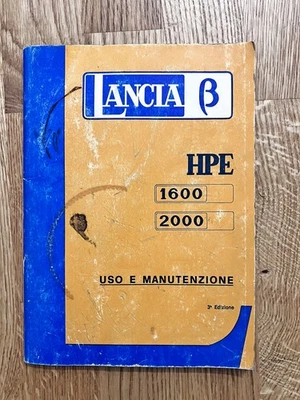 LANCIA β
HPE
1600
2000
USO E MANUTENZIONE
3ª Edizione